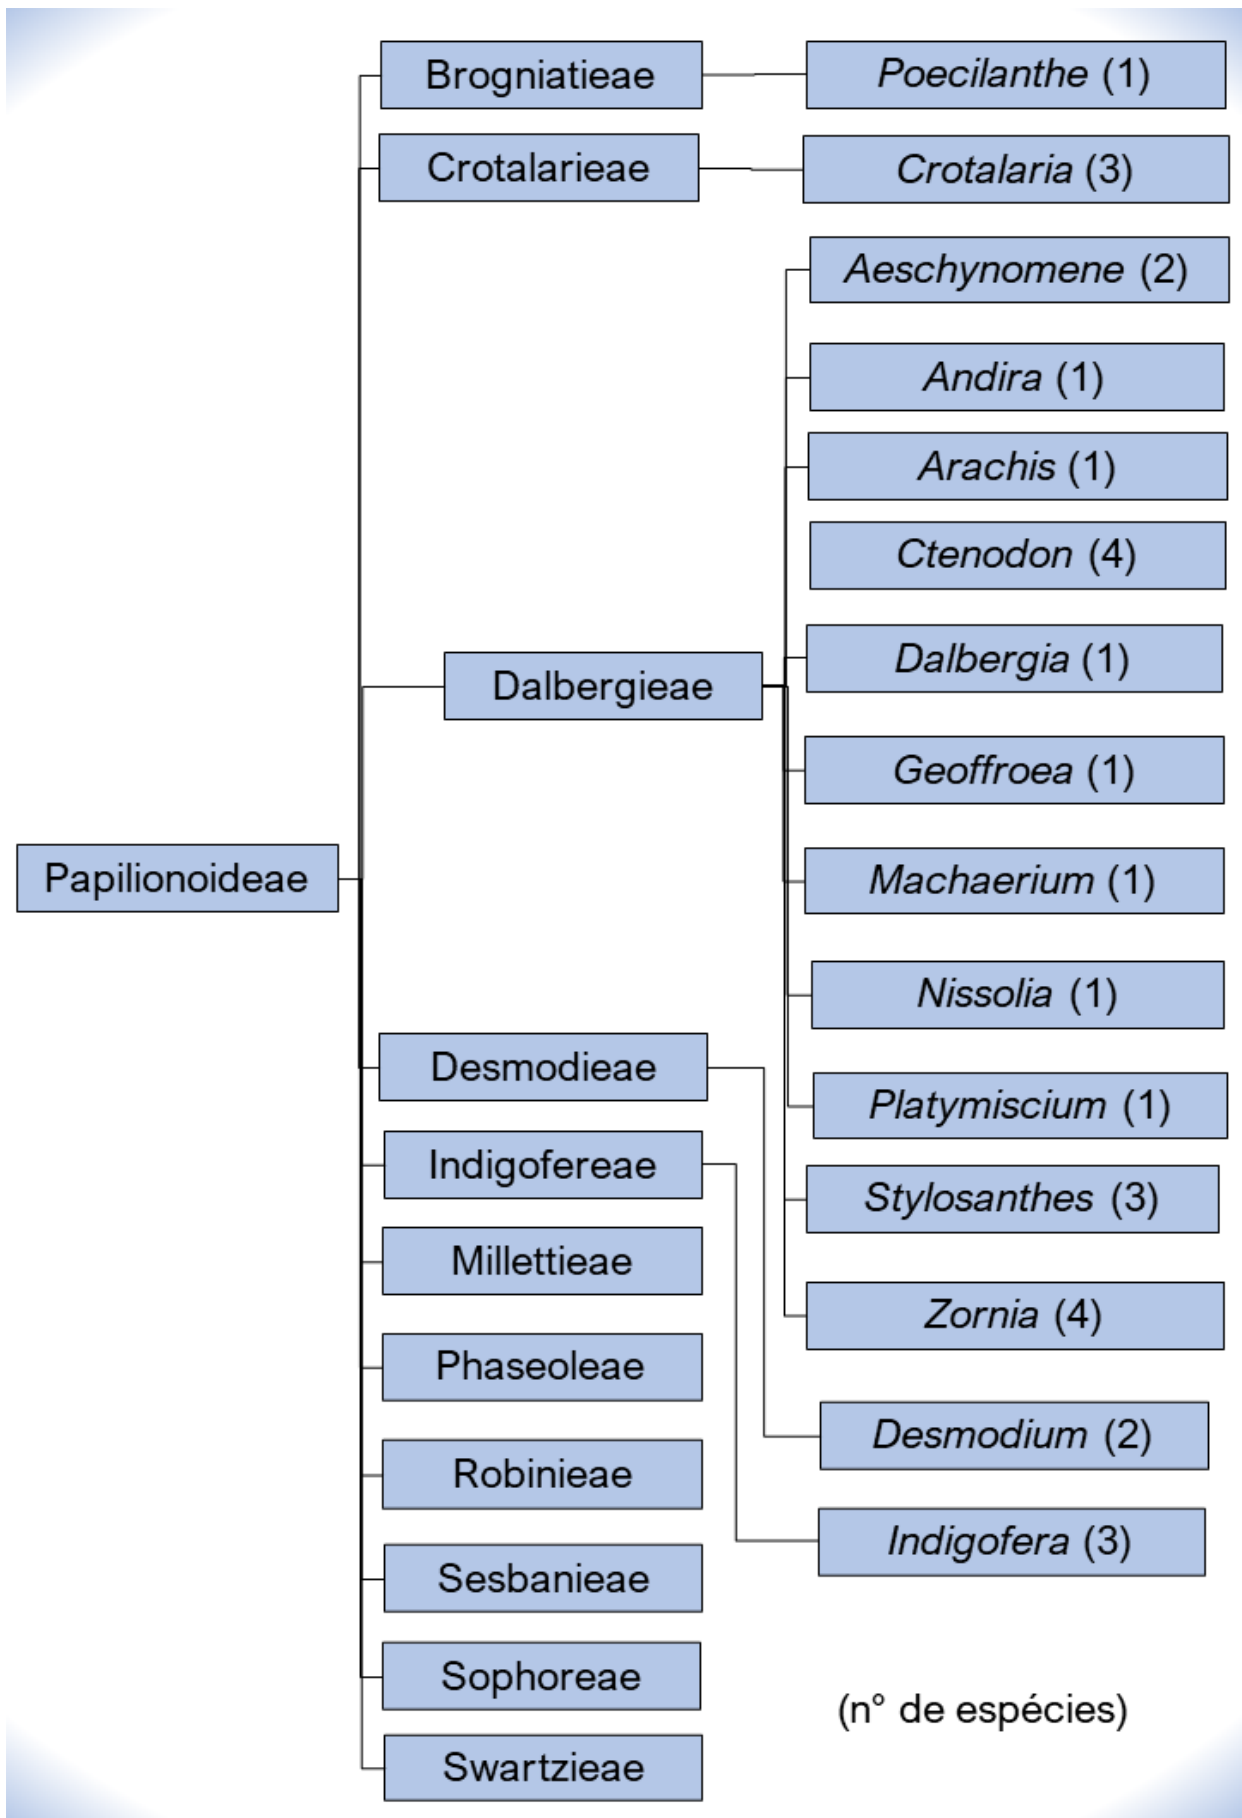 Brogniatieae
Poecilanthe (1)
Crotalarieae
Crotalaria (3)
Aeschynomene (2)
Andira (1)
Arachis (1)
Ctenodon (4)
Dalbergia (1)
Dalbergieae
Geoffroea (1)
Papilionoideae
Machaerium (1)
Nissolia (1)
Desmodieae
Platymiscium (1)
Indigofereae
Stylosanthes (3)
Millettieae
Zornia (4)
Phaseoleae
Desmodium (2)
Robinieae
Indigofera (3)
Sesbanieae
Sophoreae
(n° de espécies)
Swartzieae